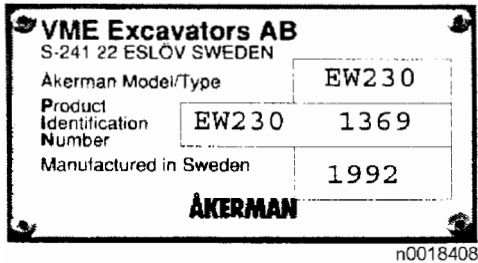 VME Excavators AB
S-241 22 ESLÖV SWEDEN
Åkerman Model/Type EW230
Product
Identification EW230 1369
Number
Manufactured in Sweden 1992
ÅKERMAN
n0018408